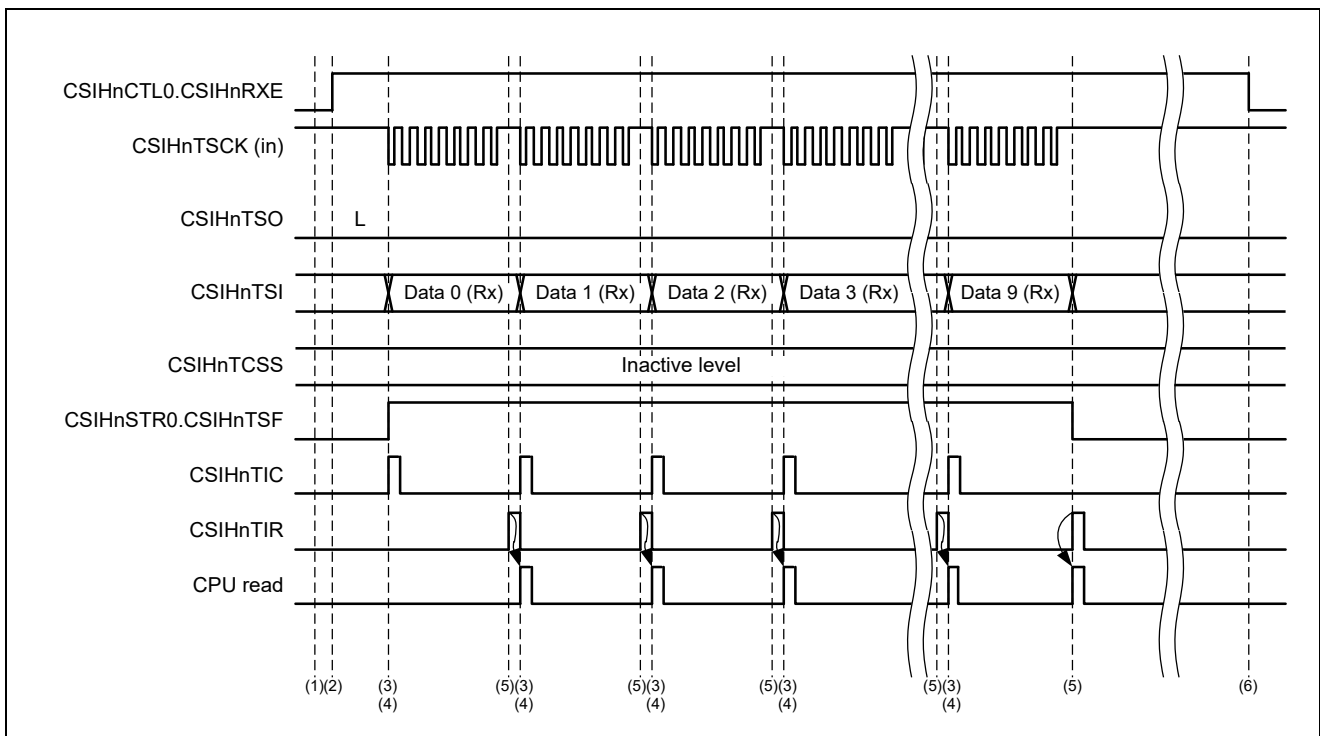 CSIHnCTL0.CSIHnRXE
CSIHnTSCK (in)
CSIHnTSO L
CSIHnTSI Data 0 (Rx) Data 1 (Rx) Data 2 (Rx) Data 3 (Rx) Data 9 (Rx)
CSIHnTCSS Inactive level
CSIHnSTR0.CSIHnTSF
CSIHnTIC
CSIHnTIR
CPU read
(1)(2) (3) (5)(3) (5)(3) (5)(3) (5)(3) (5) (6)
(4) (4) (4) (4) (4)